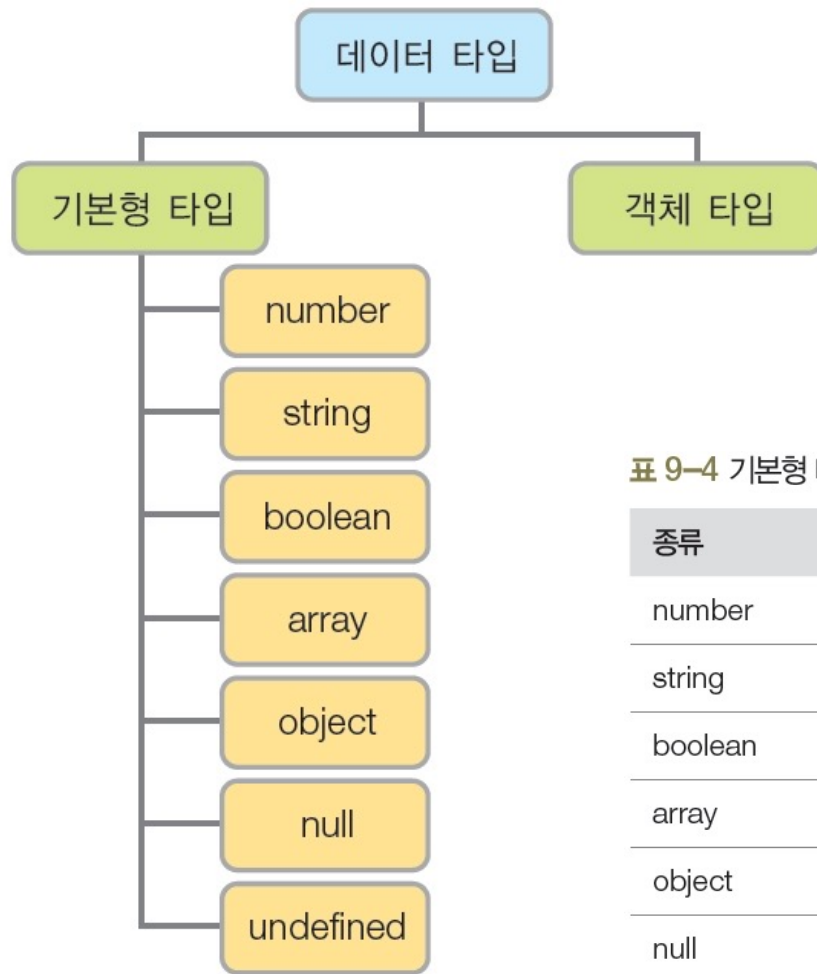 데이터 타입
기본형 타입
객체 타입
number
string
boolean
array
object
null
undefined
표 9-4 기본형
종류
number
string
boolean
array
object
null